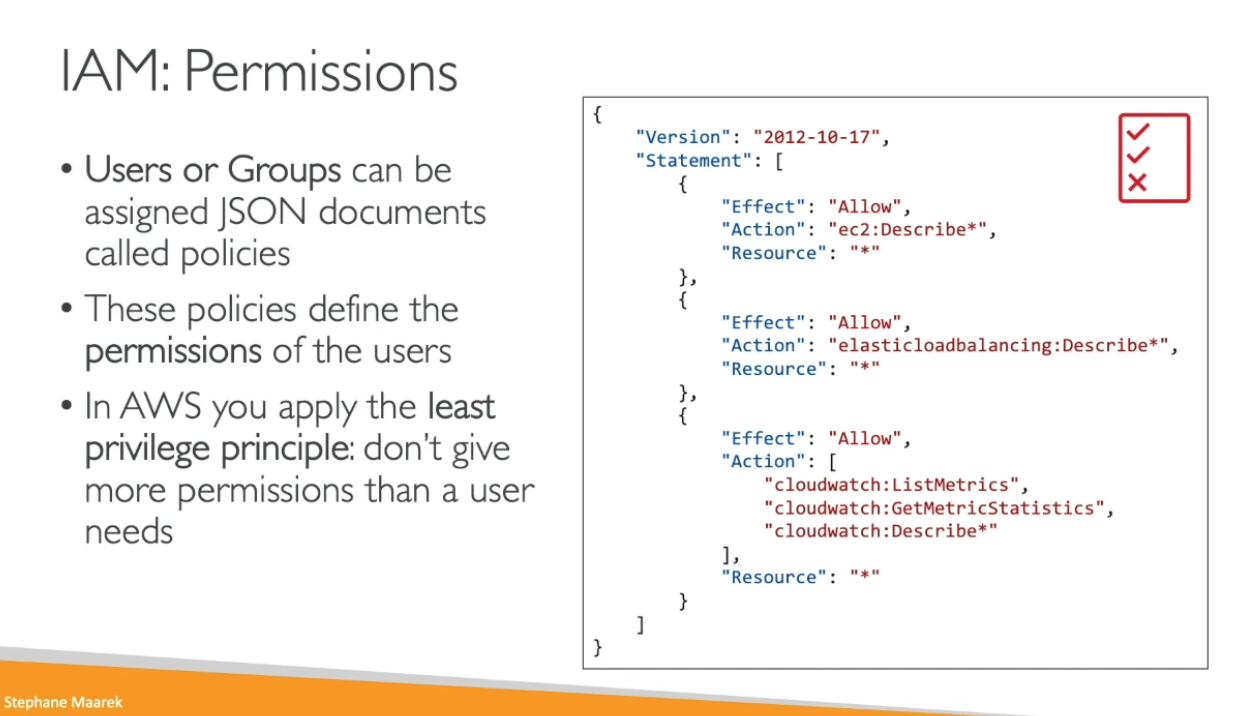 IAM: Permissions
• Users or Groups can be
assigned JSON documents
called policies
• These policies define the
permissions of the users
• In AWS you apply the least
privilege principle: don’t give
more permissions than a user
needs
{
    "Version": "2012-10-17",
    "Statement": [
        {
            "Effect": "Allow",
            "Action": "ec2:Describe*",
            "Resource": "*"
        },
        {
            "Effect": "Allow",
            "Action": "elasticloadbalancing:Describe*",
            "Resource": "*"
        },
        {
            "Effect": "Allow",
            "Action": [
                "cloudwatch:ListMetrics",
                "cloudwatch:GetMetricStatistics",
                "cloudwatch:Describe*"
            ],
            "Resource": "*"
        }
    ]
}
Stephane Maarek